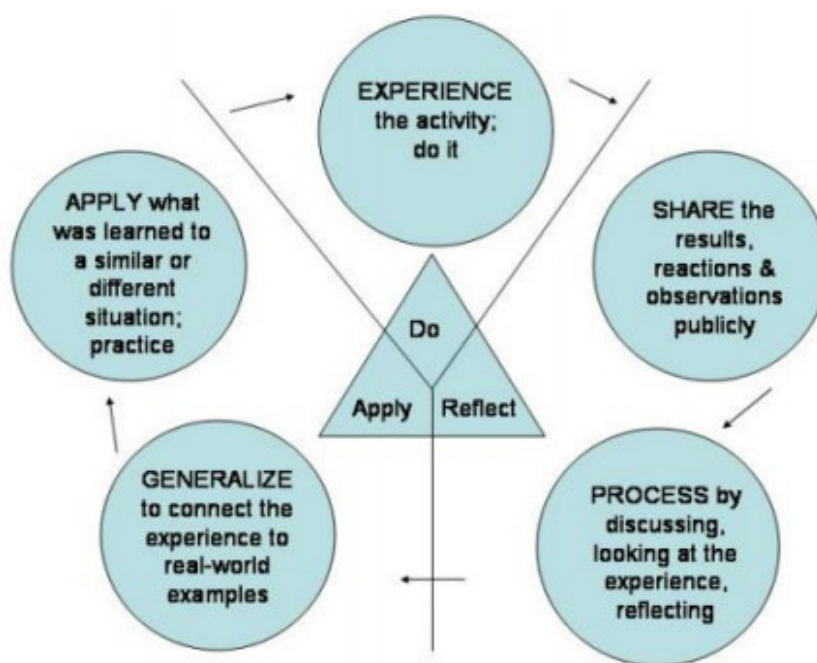 EXPERIENCE
the activity;
do it
SHARE the
results,
reactions &
observations
publicly
PROCESS by
discussing,
looking at the
experience,
reflecting
GENERALIZE
to connect the
experience to
real-world
examples
APPLY what
was learned to
a similar or
different
situation;
practice
Do
Apply
Reflect